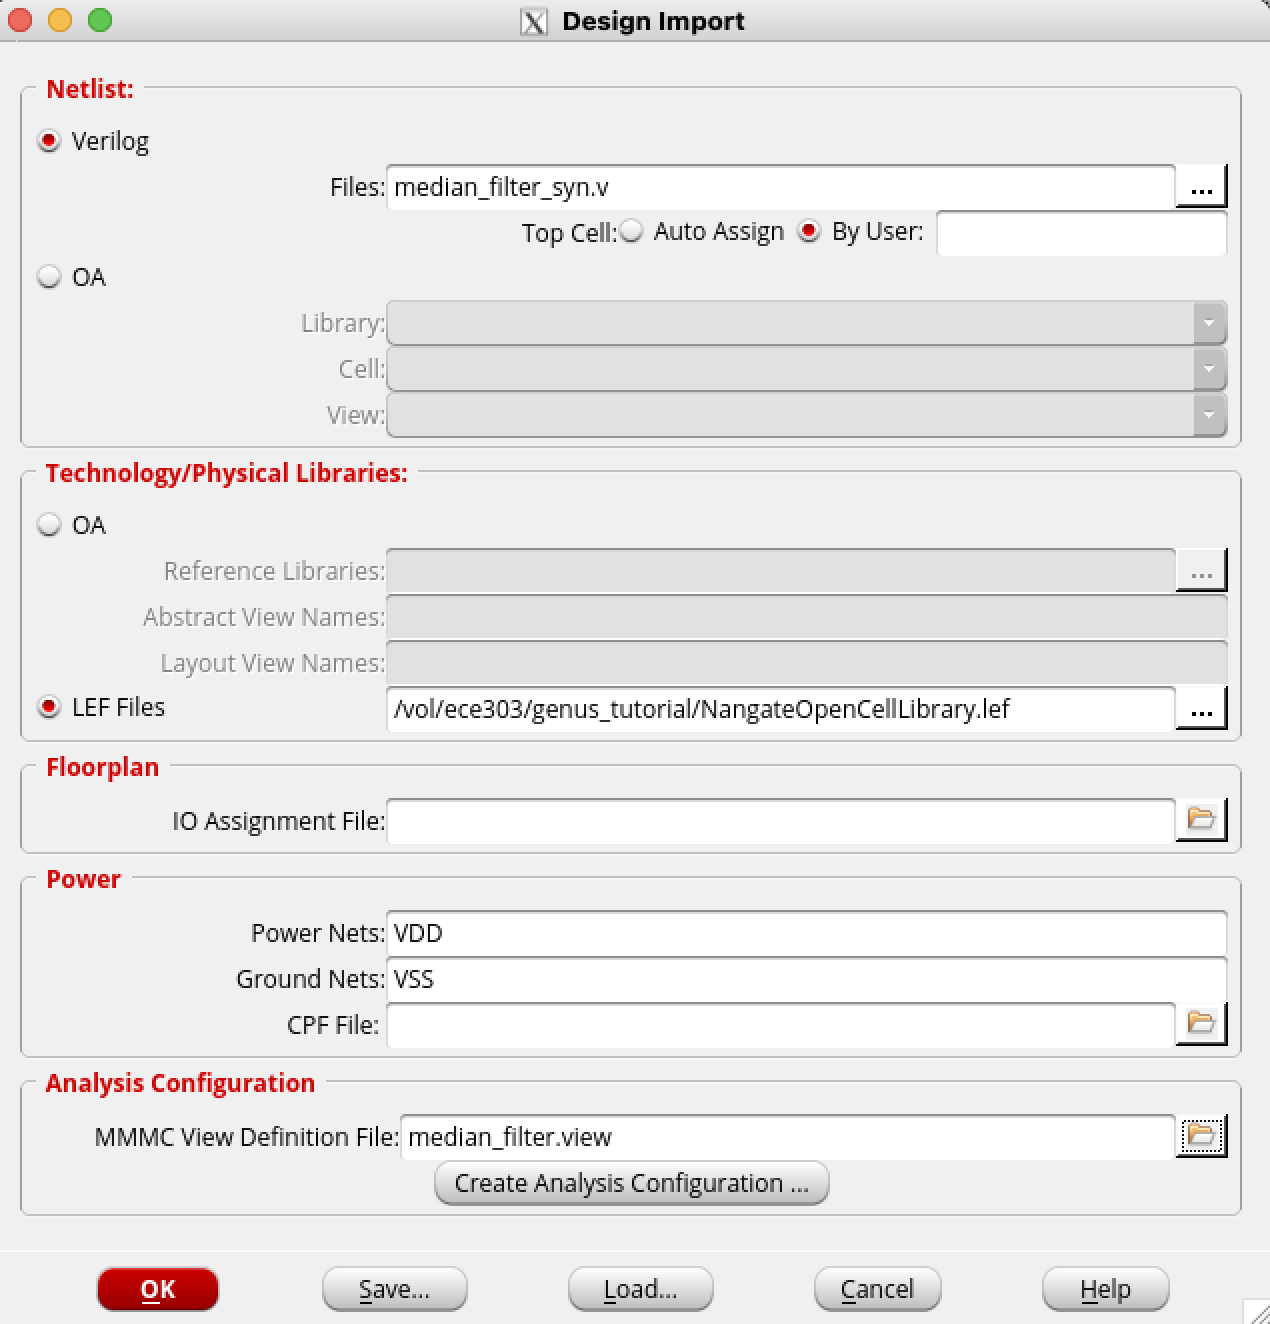 Design Import
Netlist:
Verilog
Files: median_filter_syn.v ...
Top Cell: Auto Assign By User:
OA
Library:
Cell:
View:
Technology/Physical Libraries:
OA
Reference Libraries: ...
Abstract View Names:
Layout View Names:
LEF Files /vol/ece303/genus_tutorial/NangateOpenCellLibrary.lef ...
Floorplan
IO Assignment File:
Power
Power Nets: VDD
Ground Nets: VSS
CPF File:
Analysis Configuration
MMMC View Definition File: median_filter.view
Create Analysis Configuration ...
OK Save... Load... Cancel Help